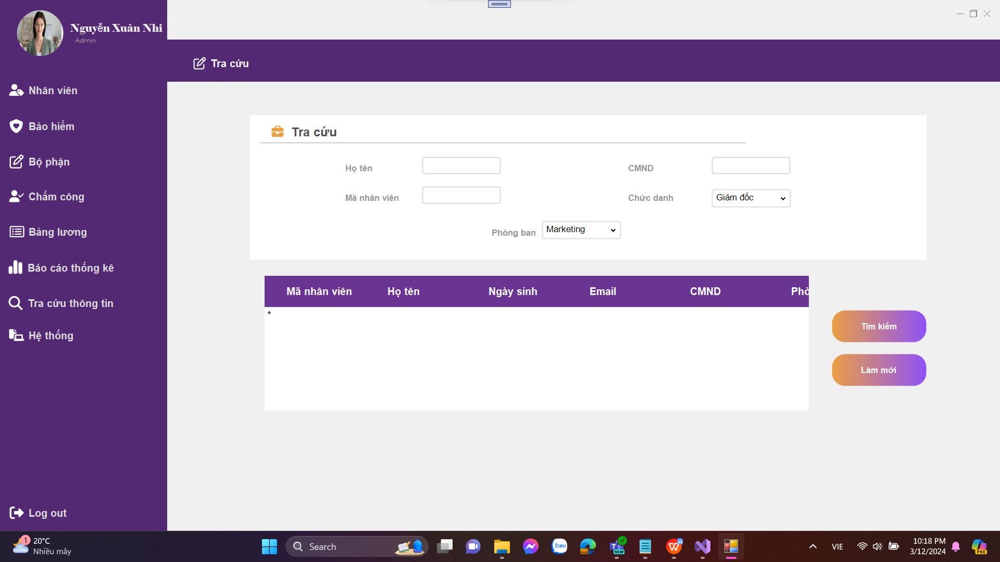 Nguyễn Xuân Nhi
Admin
Tra cứu
Nhân viên
Bảo hiểm
Bộ phận
Chấm công
Bảng lương
Báo cáo thống kê
Tra cứu thông tin
Hệ thống
Log out
Tra cứu
Họ tên
CMND
Mã nhân viên
Chức danh
Giám đốc
Phòng ban
Marketing
Mã nhân viên Họ tên Ngày sinh Email CMND
*
Tìm kiếm
Làm mới
1
20°C
Nhiều mây
Search
Zalo
NEW
VIE
10:18 PM
3/12/2024
PRE